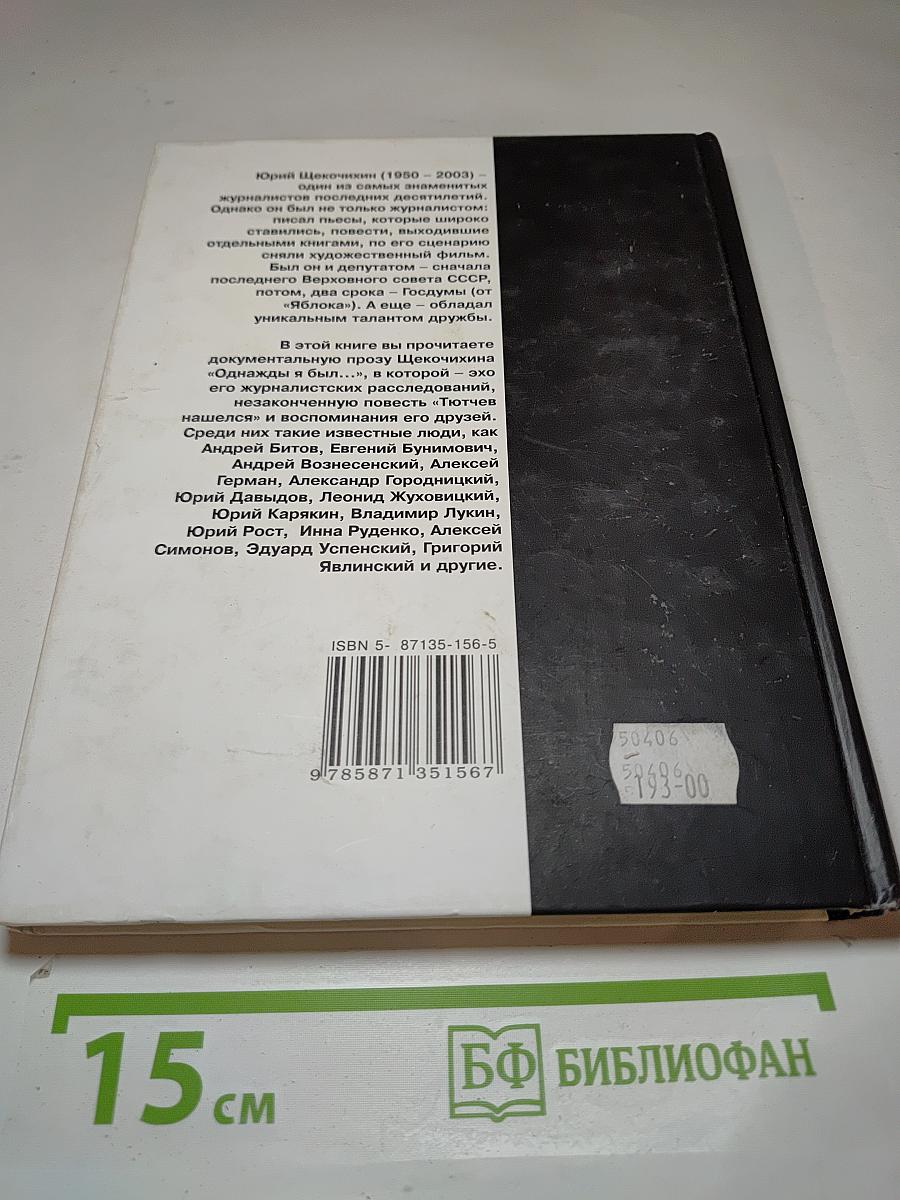 Юрий Щекочихин (1950 – 2003) –
один из самых знаменитых
журналистов последних десятилетий.
Однако он был не только журналистом:
писал пьесы, которые широко
ставились, повести, выходившие
отдельными книгами, по его сценарию
сняли художественный фильм.
Был он и депутатом – сначала
последнего Верховного совета СССР,
потом, два срока – Госдумы (от
«Яблока»). А еще – обладал
уникальным талантом дружбы.
В этой книге вы прочитаете
документальную прозу Щекочихина
«Однажды я был...», в которой – эхо
его журналистских расследований,
незаконченную повесть «Тютчев
нашелся» и воспоминания его друзей.
Среди них такие известные люди, как
Андрей Битов, Евгений Бунимович,
Андрей Вознесенский, Алексей
Герман, Александр Городницкий,
Юрий Давыдов, Леонид Жуховицкий,
Юрий Карякин, Владимир Лукин,
Юрий Рост, Инна Руденко, Алексей
Симонов, Эдуард Успенский, Григорий
Явлинский и другие.
ISBN 5- 87135-156-5
9 785871 351567
50406
50406
193-00
15 см
БФ БИБЛИОФАН